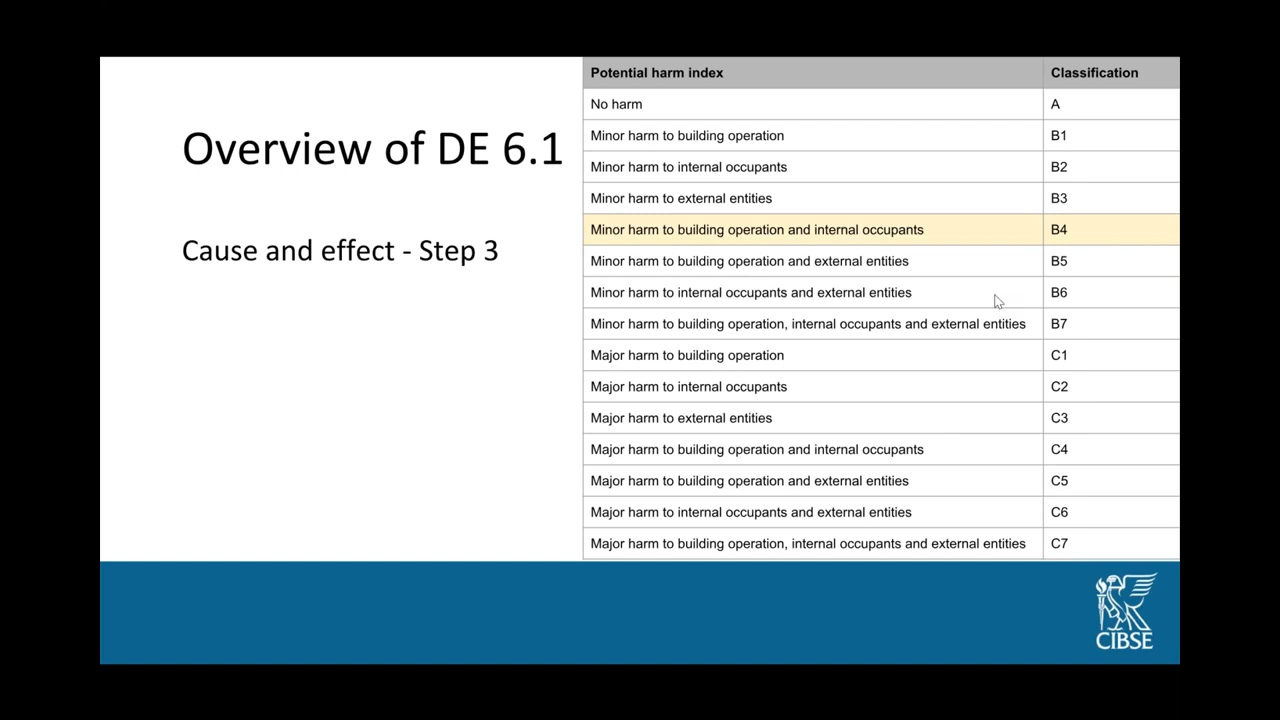 Overview of DE 6.1
Cause and effect - Step 3
Potential harm index Classification
No harm A
Minor harm to building operation B1
Minor harm to internal occupants B2
Minor harm to external entities B3
Minor harm to building operation and internal occupants B4
Minor harm to building operation and external entities B5
Minor harm to internal occupants and external entities B6
Minor harm to building operation, internal occupants and external entities B7
Major harm to building operation C1
Major harm to internal occupants C2
Major harm to external entities C3
Major harm to building operation and internal occupants C4
Major harm to building operation and external entities C5
Major harm to internal occupants and external entities C6
Major harm to building operation, internal occupants and external entities C7
CIBSE